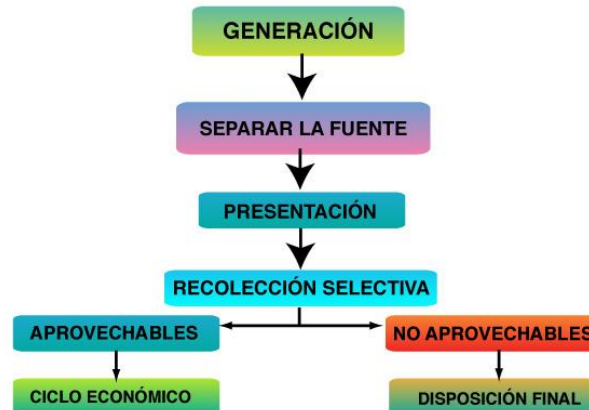 GENERACIÓN
SEPARAR LA FUENTE
PRESENTACIÓN
RECOLECCIÓN SELECTIVA
APROVECHABLES
NO APROVECHABLES
CICLO ECONÓMICO
DISPOSICIÓN FINAL